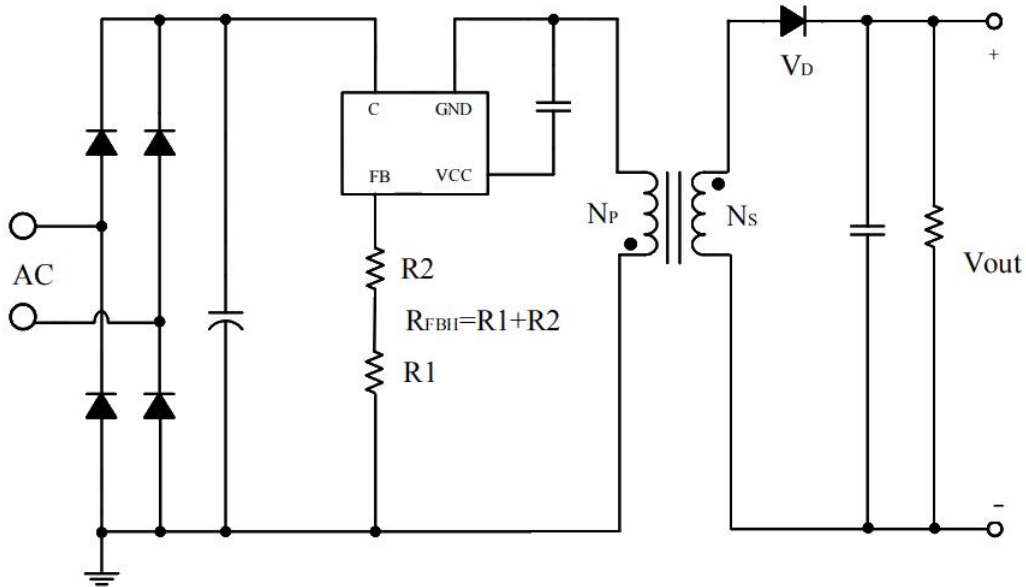 C
GND
FB
VCC
AC
R2
RFBH=R1+R2
R1
NP
NS
VD
+
Vout
-